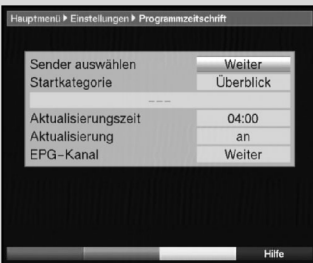 Hauptmenü ▸ Einstellungen ▸ Programmzeitschrift
Sender auswählen Weiter
Startkategorie Überblick
---
Aktualisierungszeit 04:00
Aktualisierung an
EPG-Kanal Weiter
Hilfe